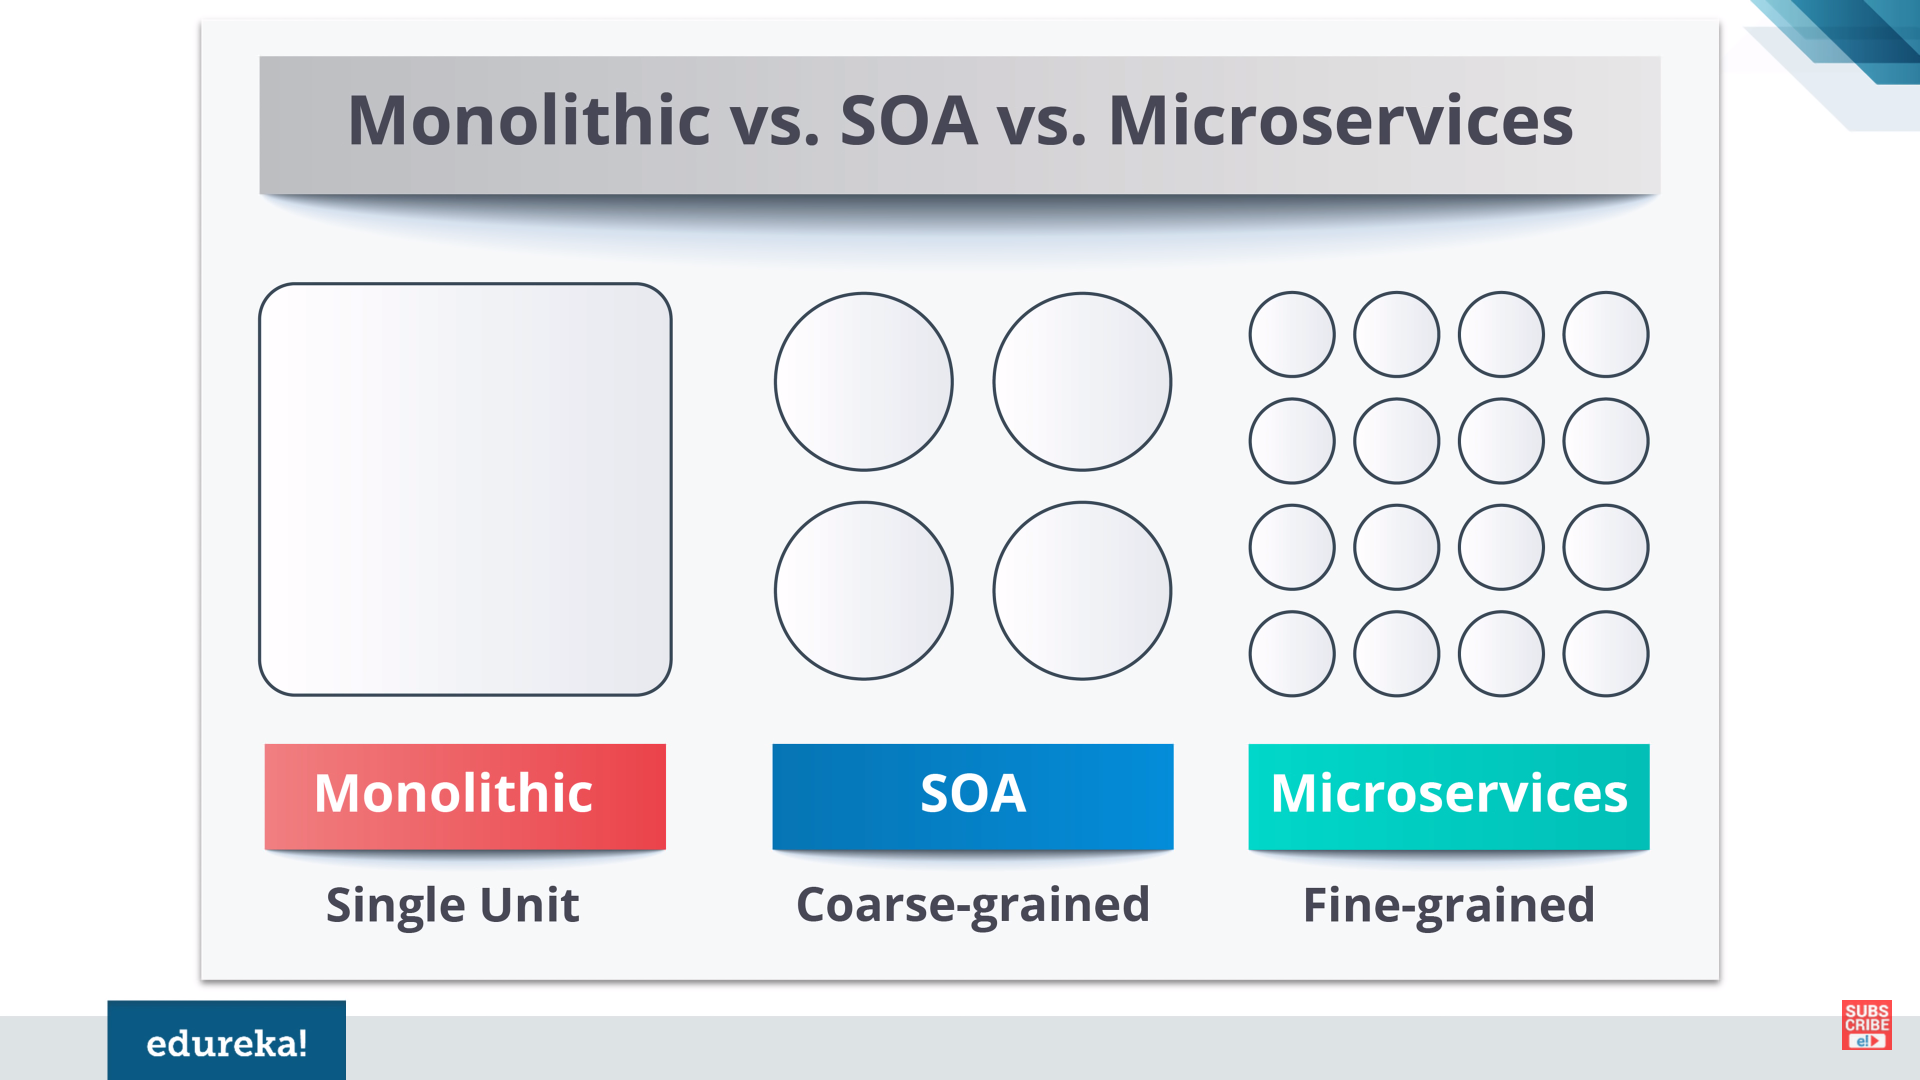 Monolithic vs. SOA vs. Microservices
Monolithic
SOA
Microservices
Single Unit
Coarse-grained
Fine-grained
edureka!
SUBS
CRIBE
e!